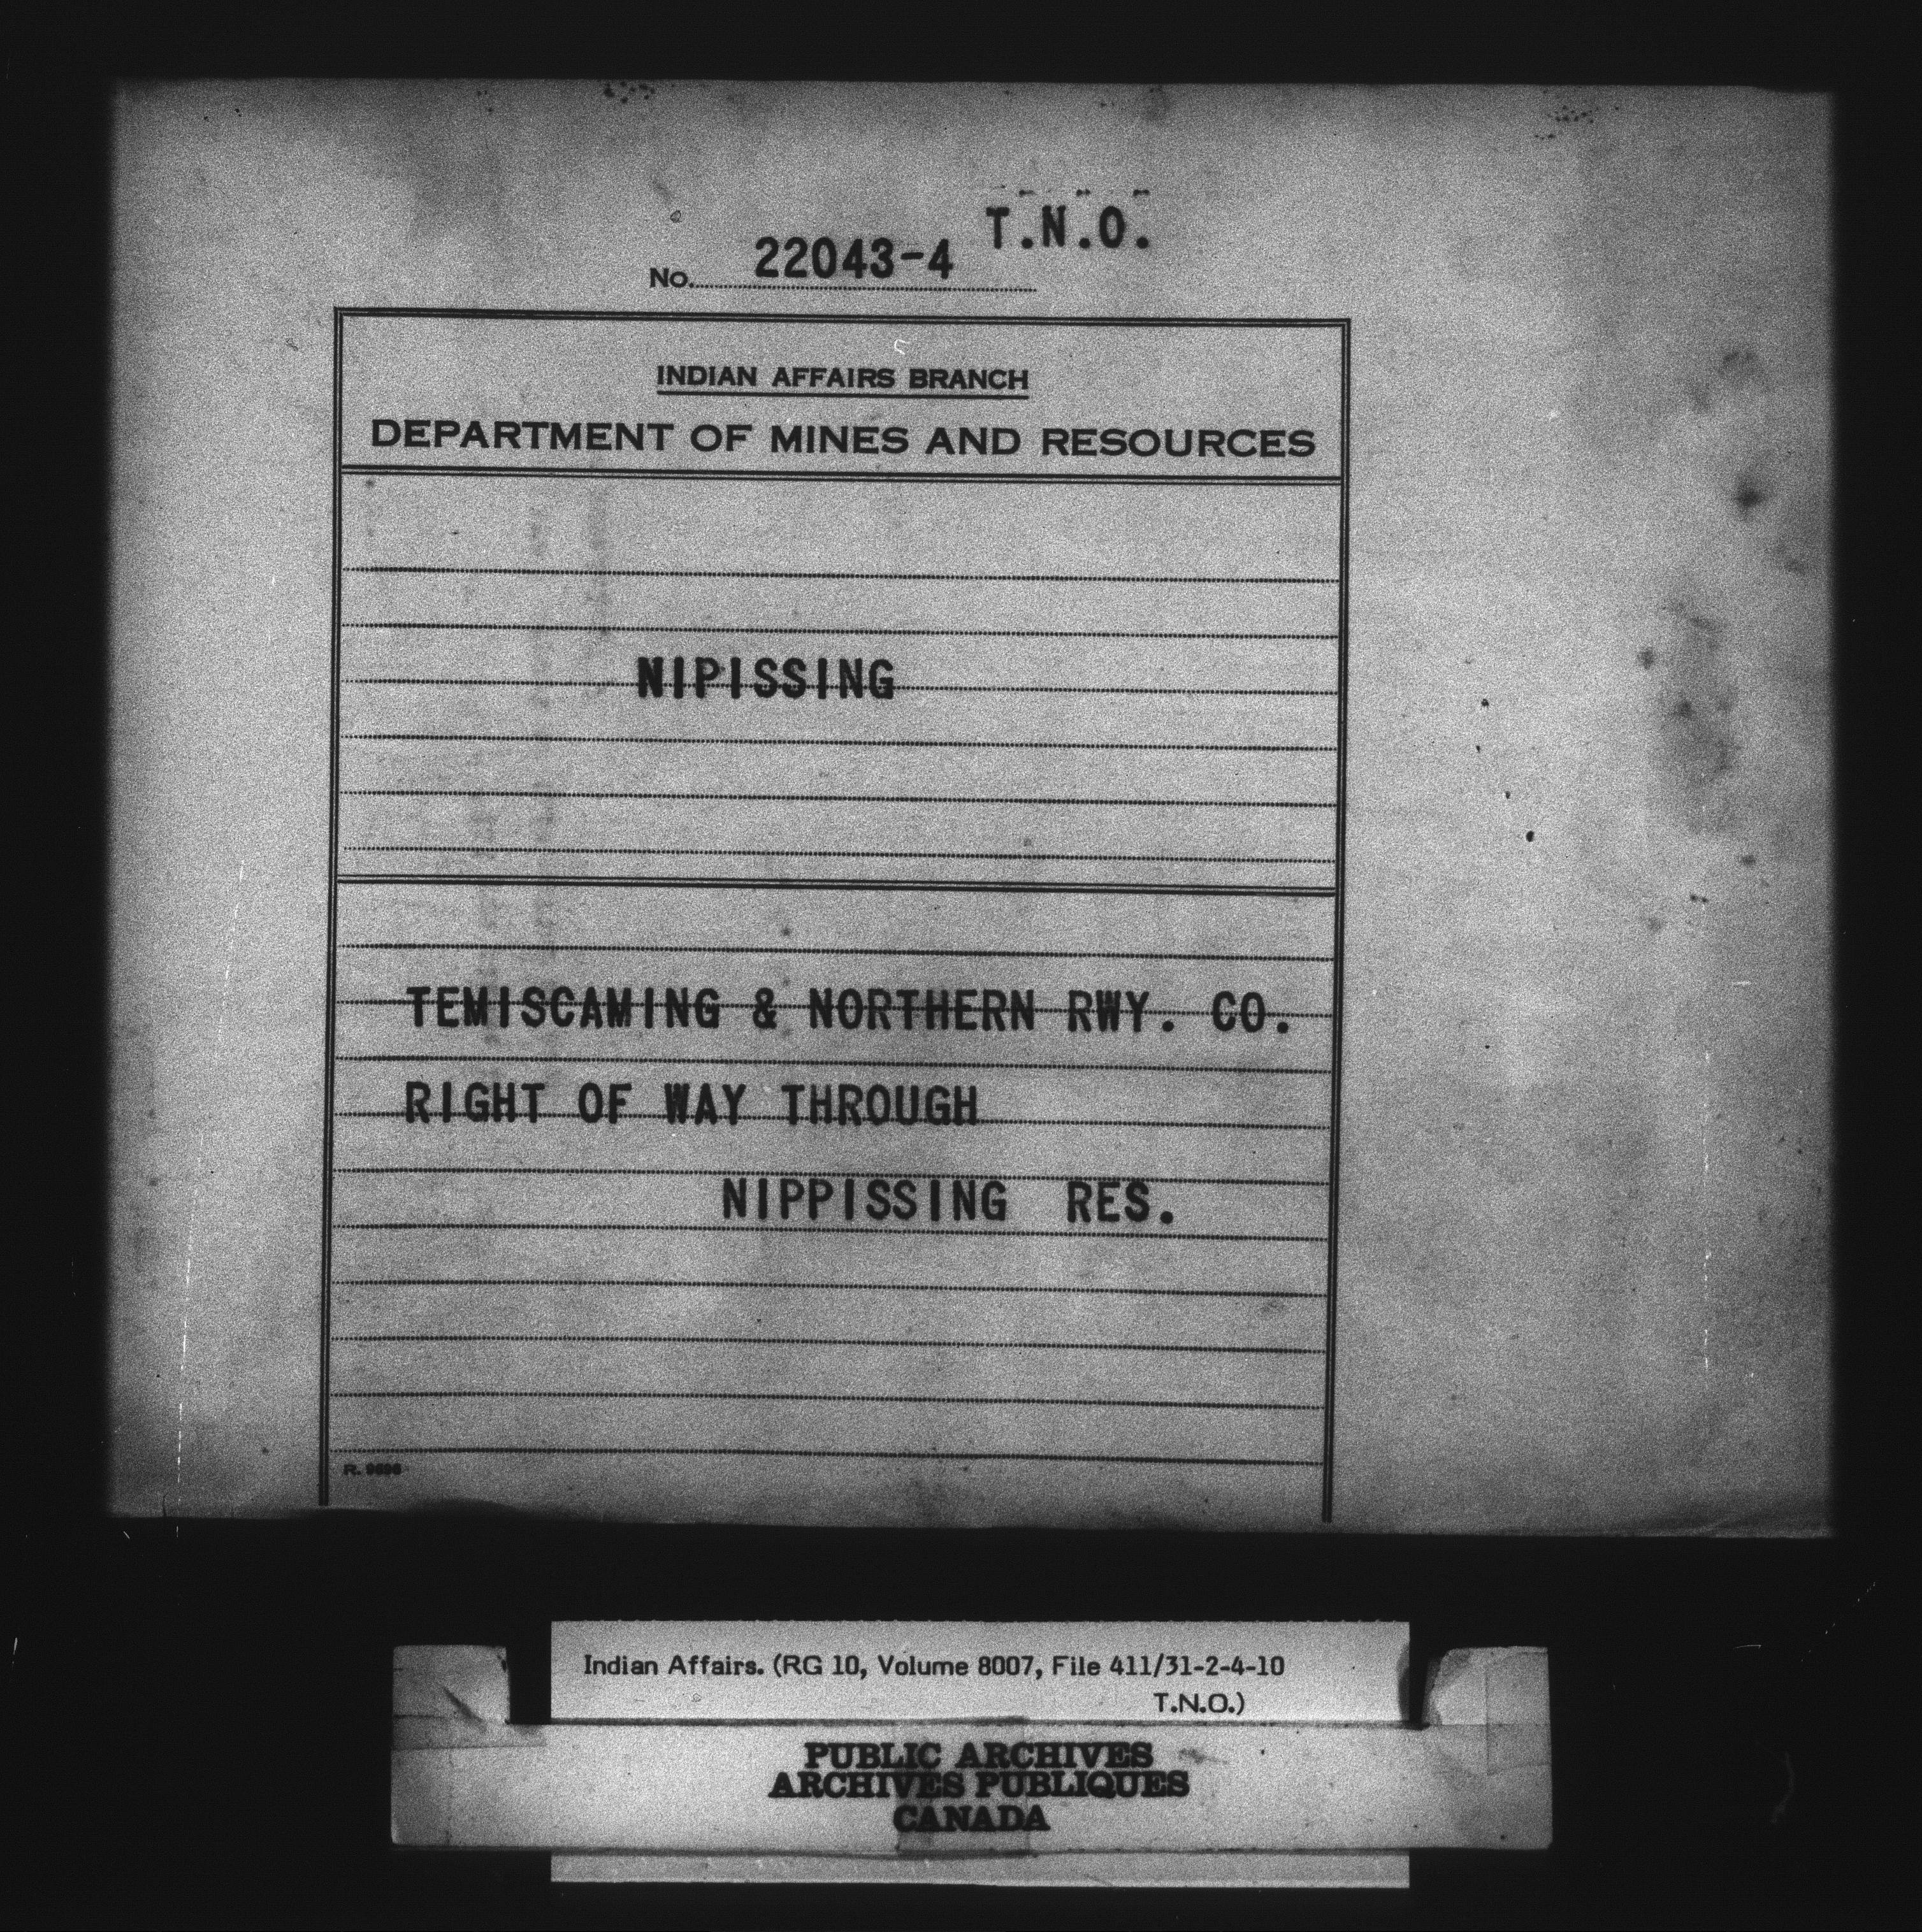 T.N.O.
No. 22043-4
INDIAN AFFAIRS BRANCH
DEPARTMENT OF MINES AND RESOURCES
NIPISSING
TEMISCAMING & NORTHERN RWY. CO.
RIGHT OF WAY THROUGH
NIPPISSING RES.
Indian Affairs. (RG 10, Volume 8007, File 411/31-2-4-10
T.N.O.)
PUBLIC ARCHIVES
ARCHIVES PUBLIQUES
CANADA